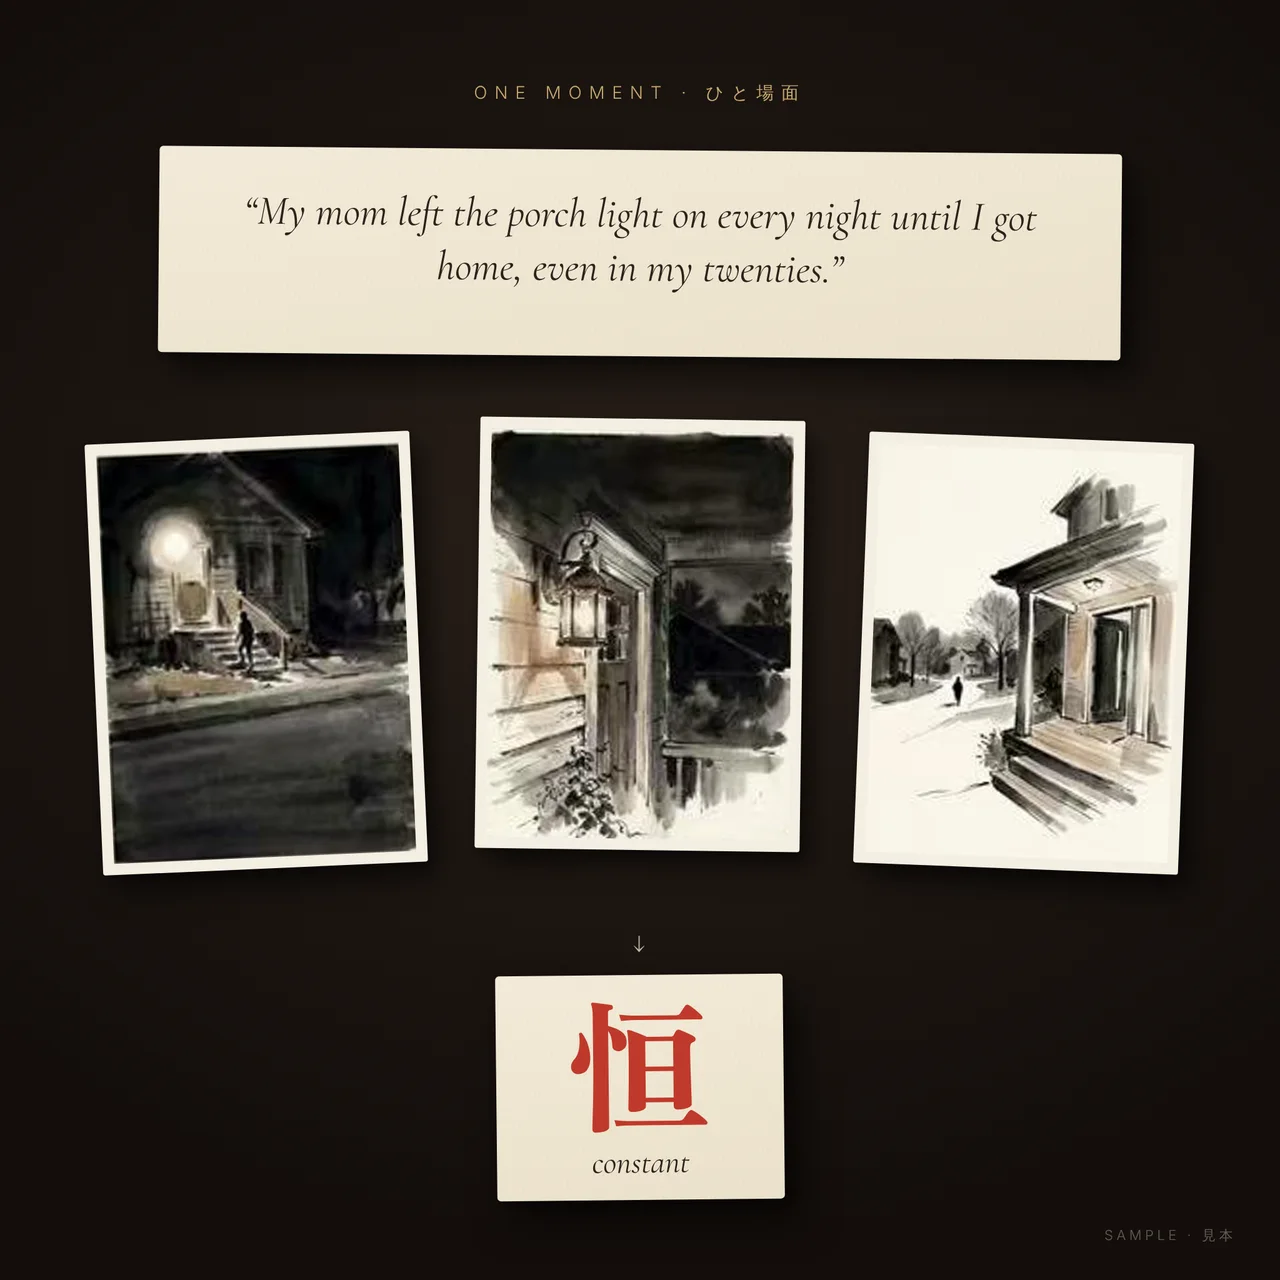 ONE MOMENT · ひと場面
“My mom left the porch light on every night until I got
home, even in my twenties.”
↓
恒
constant
SAMPLE · 見本